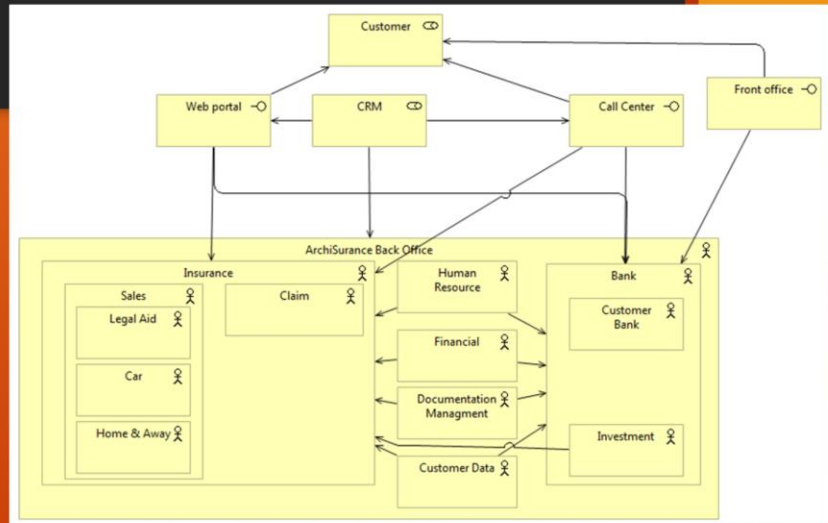 Customer
Web portal
CRM
Call Center
Front office
ArchiSurance Back Office
Insurance
Human
Resource
Bank
Sales
Claim
Legal Aid
Customer
Bank
Financial
Car
Documentation
Managment
Home & Away
Investment
Customer Data